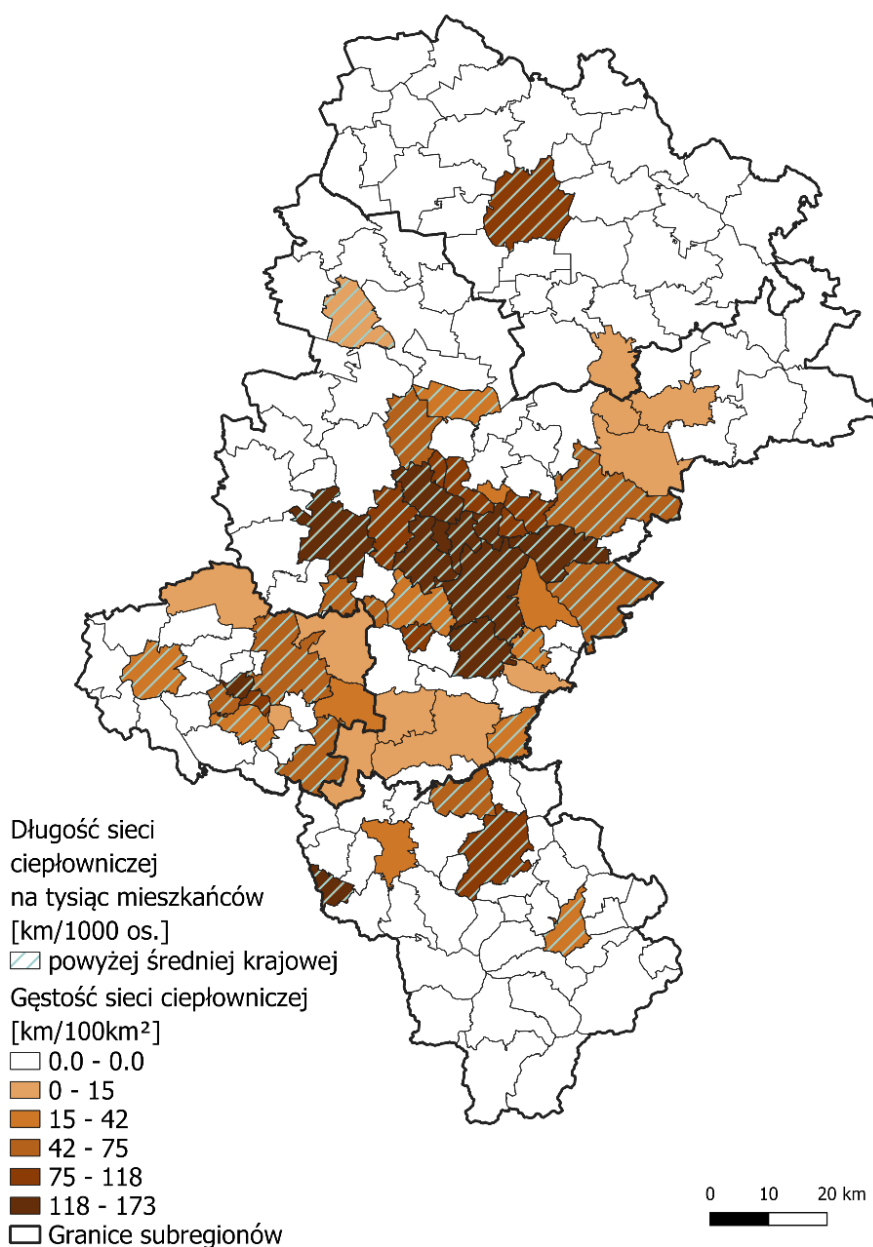 Długość sieci
ciepłowniczej
na tysiąc mieszkańców
[km/1000 os.]
powyżej średniej krajowej
Gęstość sieci ciepłowniczej
[km/100km²]
0.0 - 0.0
0 - 15
15 - 42
42 - 75
75 - 118
118 - 173
Granice subregionów
0 10 20 km